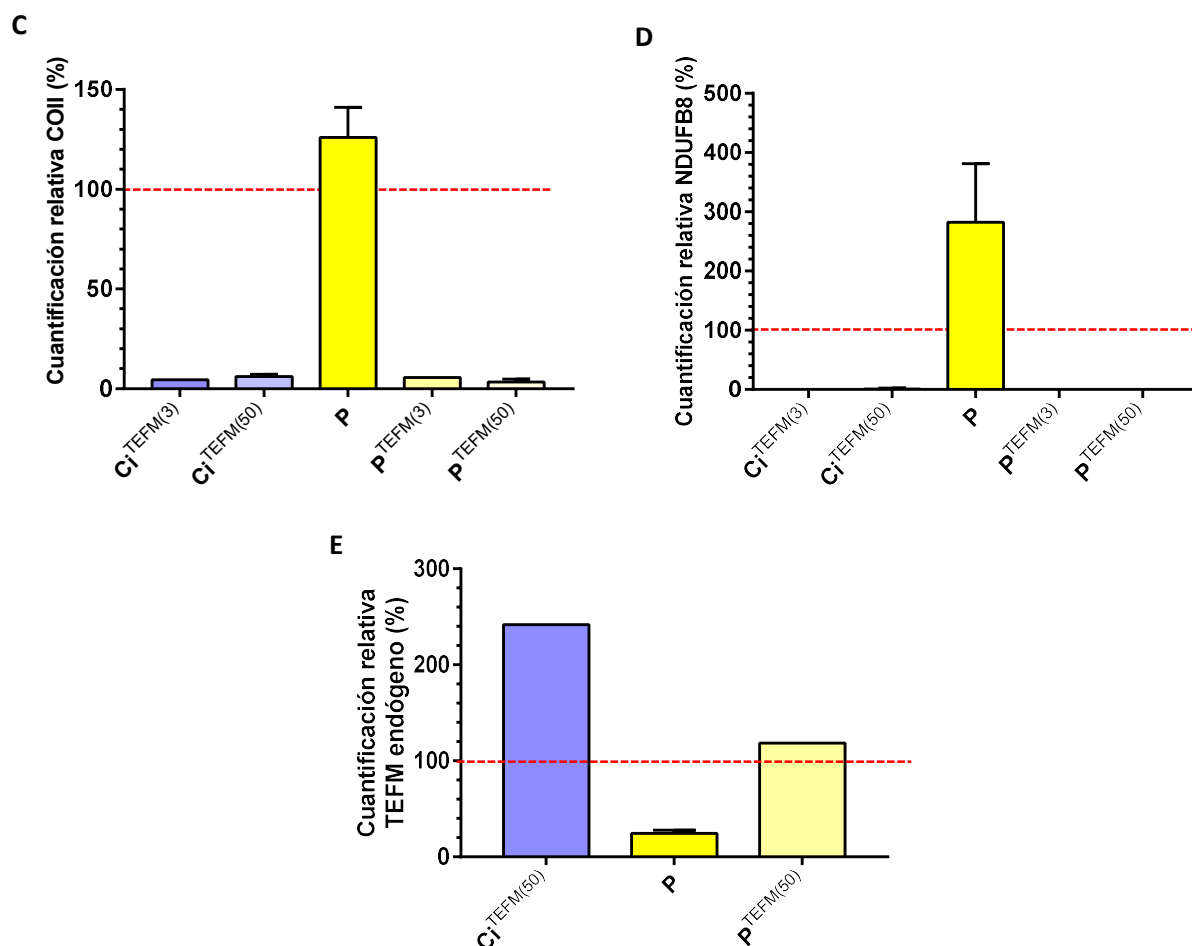 C
Cuantificación relativa COII (%)
150
100
50
0
Ci TEFM(3)
Ci TEFM(50)
P
P TEFM(3)
P TEFM(50)
D
Cuantificación relativa NDUFB8 (%)
500
400
300
200
100
0
Ci TEFM(3)
Ci TEFM(50)
P
P TEFM(3)
P TEFM(50)
E
Cuantificación relativa
TEFM endógeno (%)
300
200
100
0
Ci TEFM(50)
P
P TEFM(50)